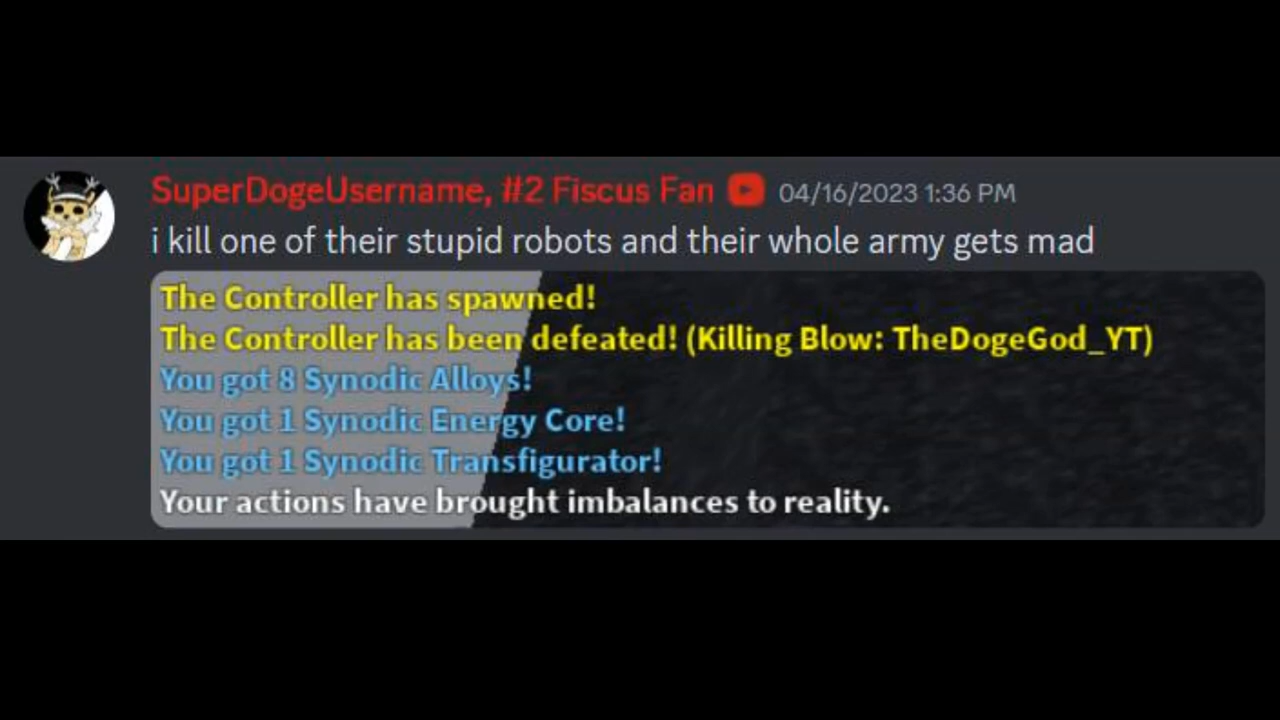 SuperDogeUsername, #2 Fiscus Fan 04/16/2023 1:36 PM
i kill one of their stupid robots and their whole army gets mad
The Controller has spawned!
The Controller has been defeated! (Killing Blow: TheDogeGod_YT)
You got 8 Synodic Alloys!
You got 1 Synodic Energy Core!
You got 1 Synodic Transfigurator!
Your actions have brought imbalances to reality.